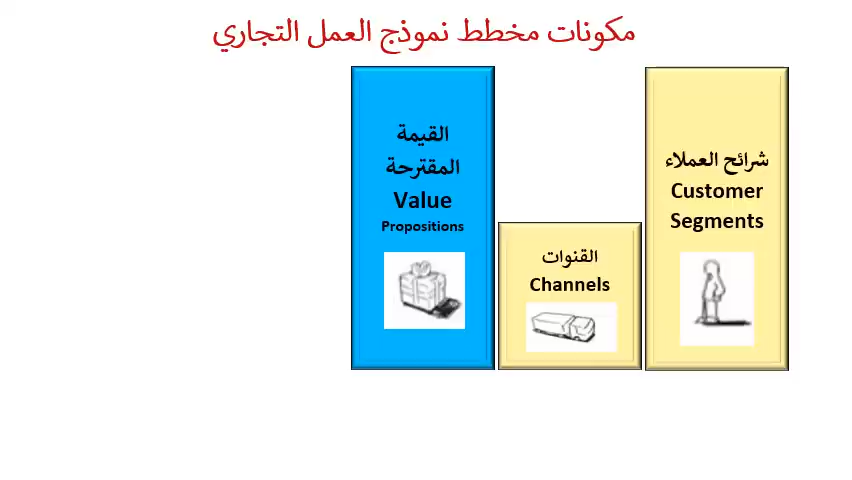 مكونات مخطط نموذج العمل التجاري
شرائح العملاء
Customer
Segments
القنوات
Channels
القيمة
المقترحة
Value
Propositions